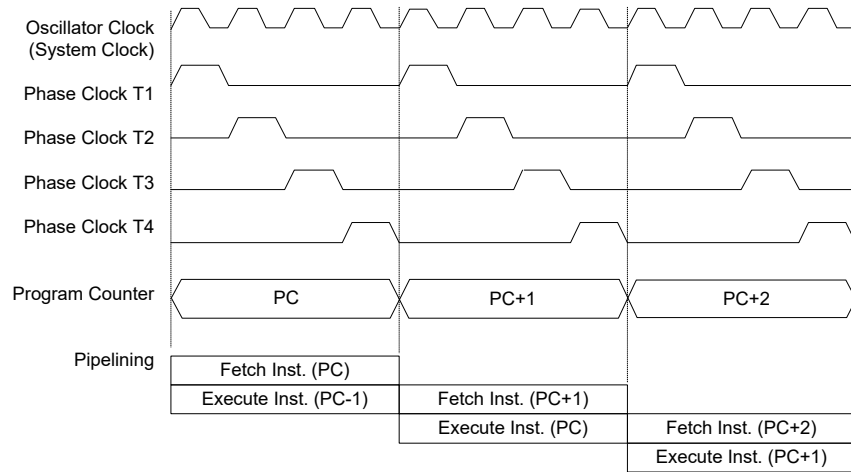 Oscillator Clock
(System Clock)
Phase Clock T1
Phase Clock T2
Phase Clock T3
Phase Clock T4
Program Counter
PC
PC+1
PC+2
Pipelining
Fetch Inst. (PC)
Execute Inst. (PC-1)
Fetch Inst. (PC+1)
Execute Inst. (PC)
Fetch Inst. (PC+2)
Execute Inst. (PC+1)